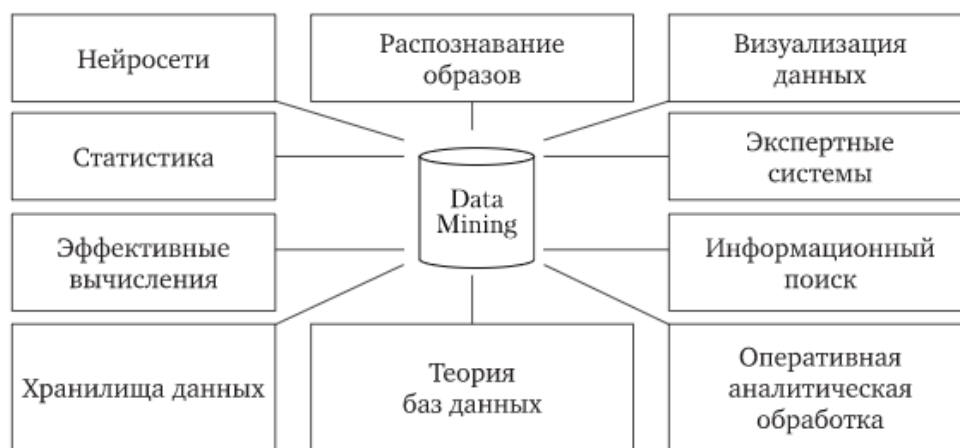 Нейросети
Распознавание
образов
Визуализация
данных
Статистика
Экспертные
системы
Data
Mining
Эффективные
вычисления
Информационный
поиск
Хранилища данных
Теория
баз данных
Оперативная
аналитическая
обработка